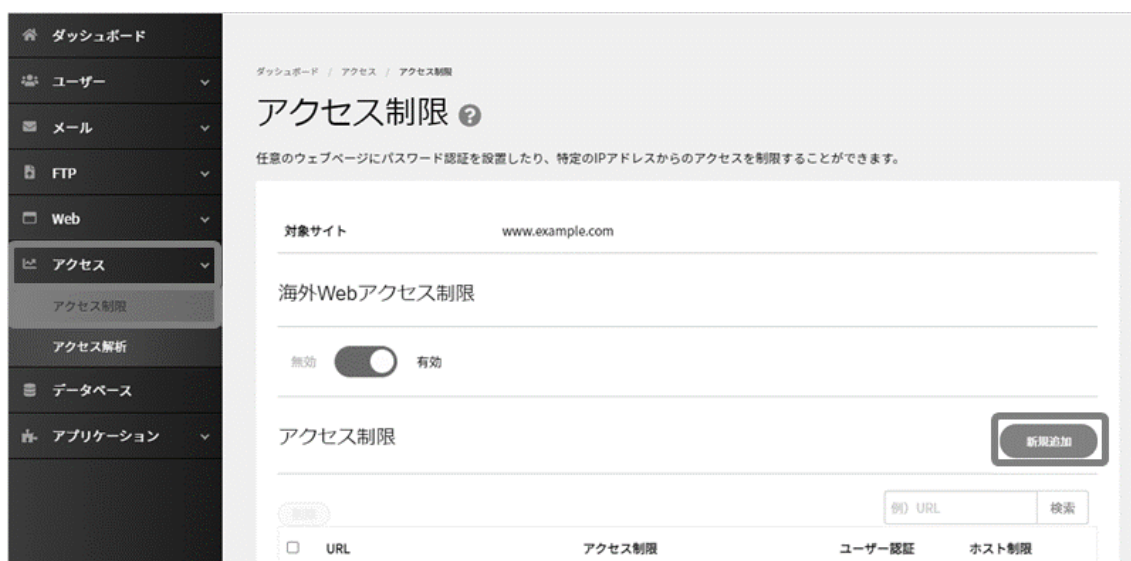 ダッシュボード
ユーザー
メール
FTP
Web
アクセス
アクセス制限
アクセス解析
データベース
アプリケーション
ダッシュボード / アクセス / アクセス制限
アクセス制限 ?
任意のウェブページにパスワード認証を設置したり、特定のIPアドレスからのアクセスを制限することができます。
対象サイト www.example.com
海外Webアクセス制限
無効 有効
アクセス制限 新規追加
削除 例）URL 検索
URL アクセス制限 ユーザー認証 ホスト制限